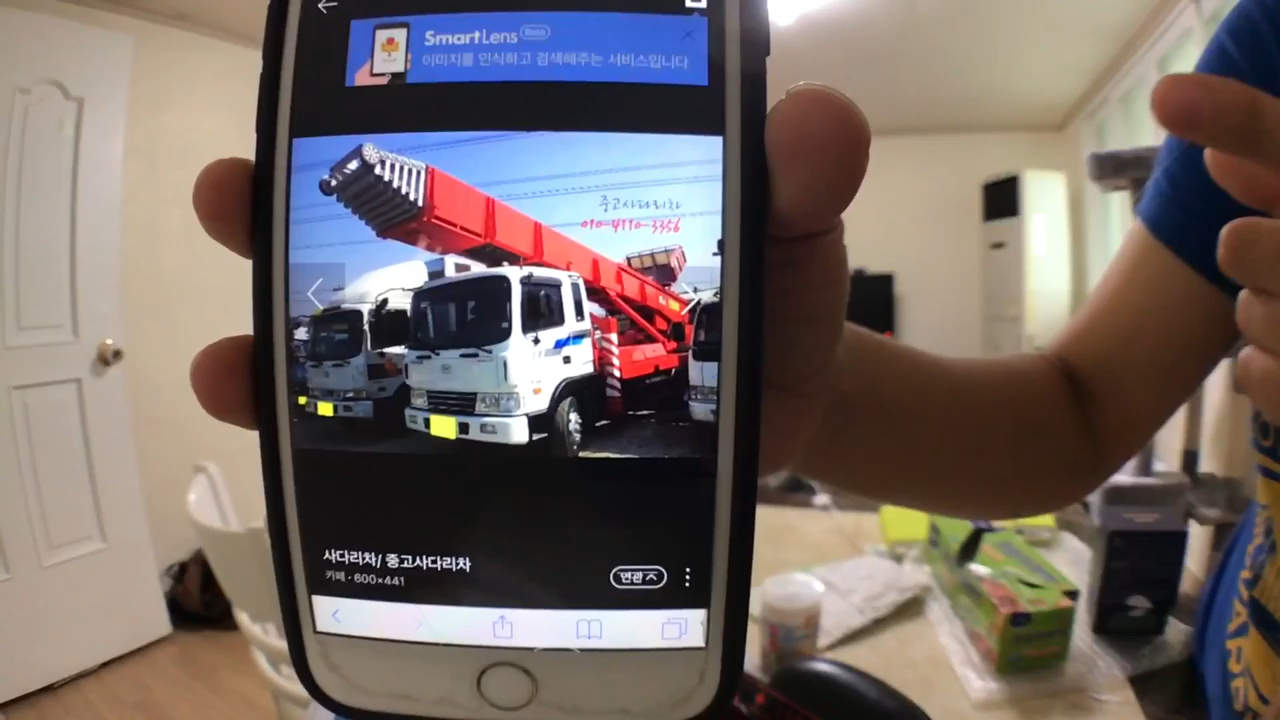 SmartLens Beta
이미지를 인식하고 검색해주는 서비스입니다
중고사다리차
010-4110-3356
사다리차/ 중고사다리차
카페 · 600×441
연관